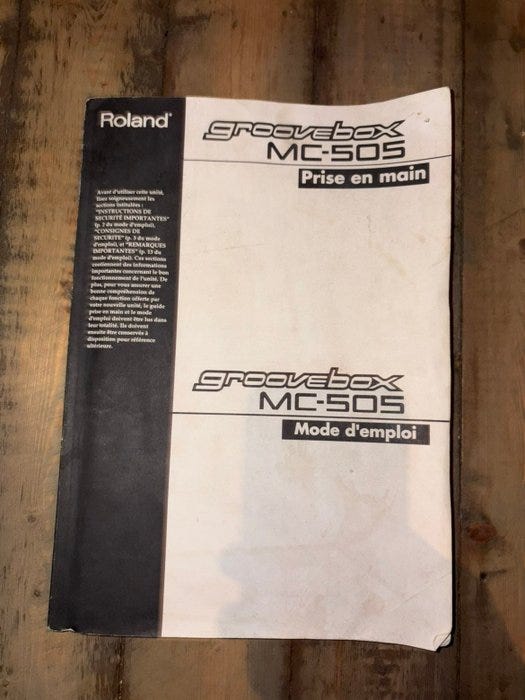 Roland®
groovebox
MC-505
Prise en main
Avant d'utiliser cette unité,
lisez soigneusement les
sections intitulées :
"INSTRUCTIONS DE
SECURITÉ IMPORTANTES"
(p. 2 du mode d'emploi),
"CONSIGNES DE
SECURITE" (p. 3 du mode
d'emploi), et "REMARQUES
IMPORTANTES" (p. 13 du
mode d'emploi). Ces sections
contiennent des informations
importantes concernant le bon
fonctionnement de l'unité. De
plus, pour vous assurer une
bonne compréhension de
chaque fonction offerte par
votre nouvelle unité, le guide
prise en main et le mode
d'emploi doivent être lus dans
leur totalité. Ils doivent
ensuite être conservés à
disposition pour référence
ultérieure.
groovebox
MC-505
Mode d'emploi